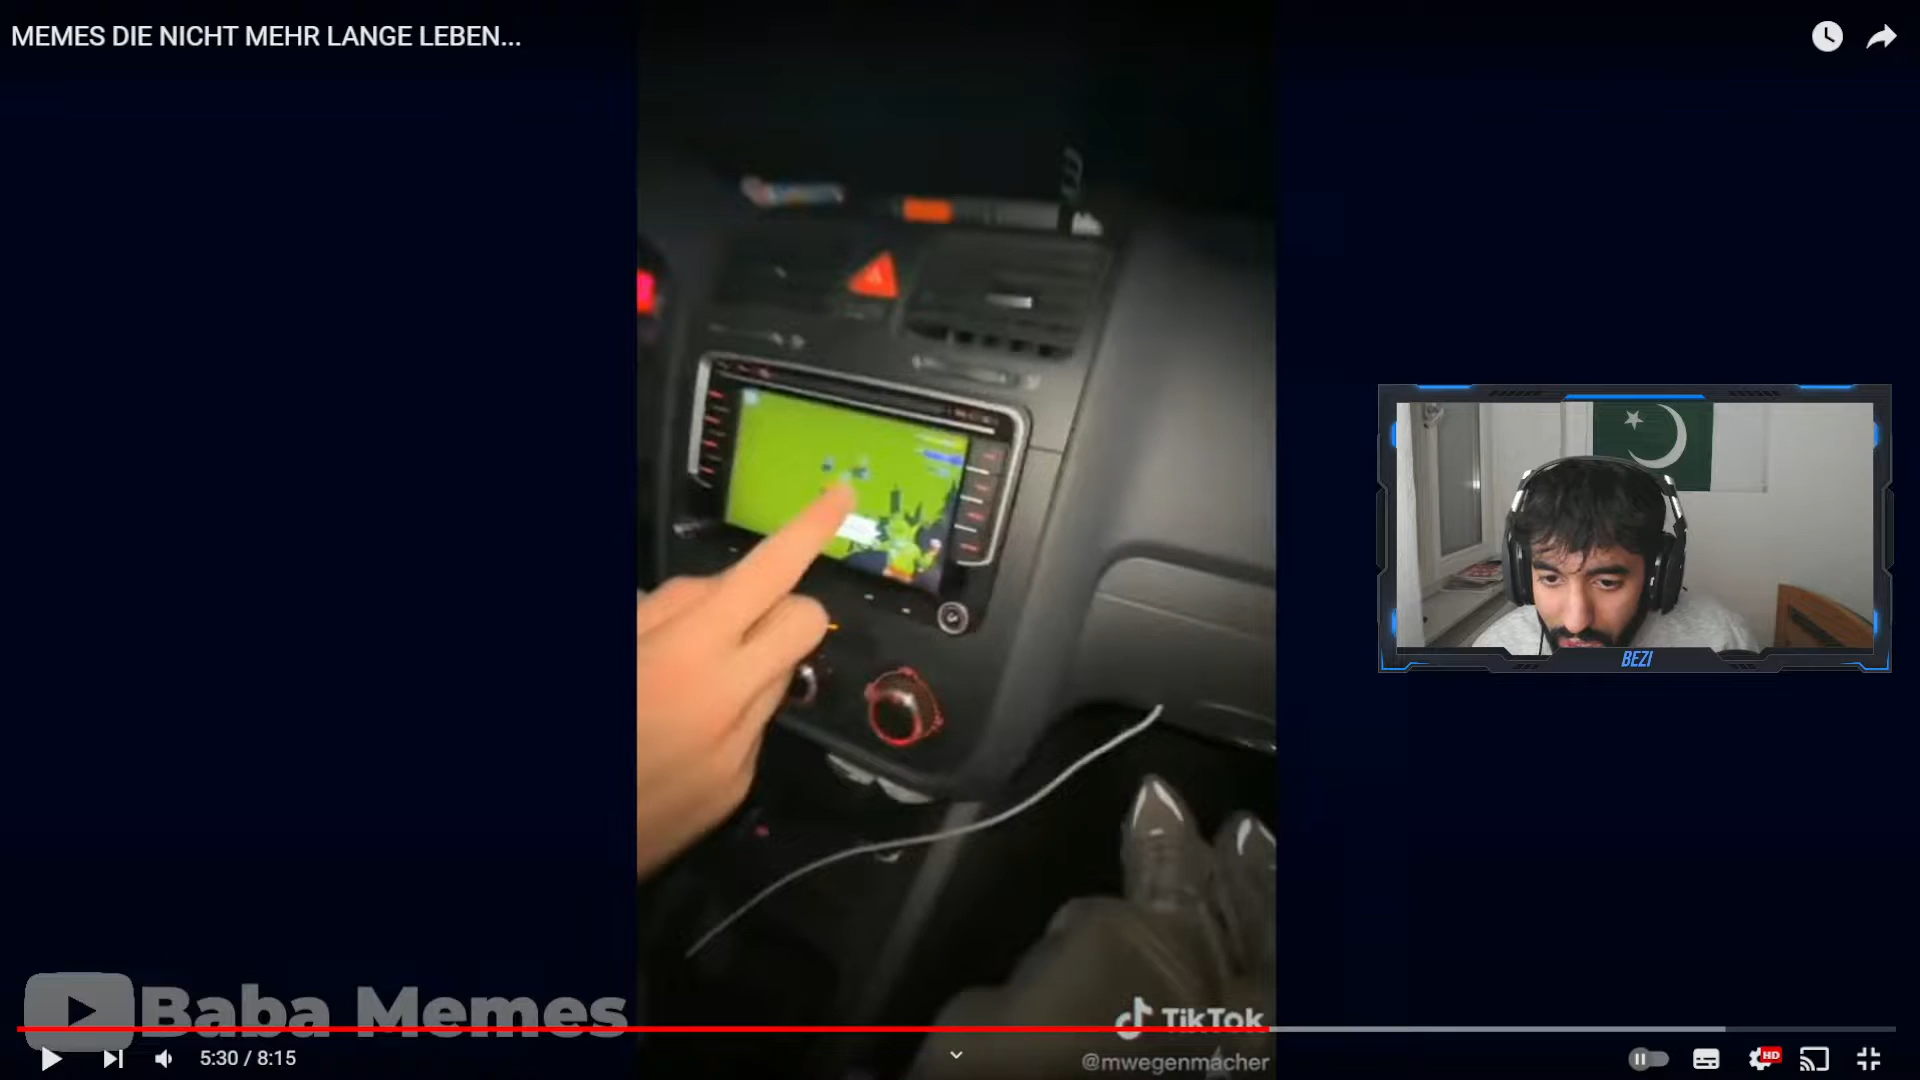 MEMES DIE NICHT MEHR LANGE LEBEN...
BEZI
Baba Memes
TikTok
@mwegenmacher
5:30 / 8:15
HD